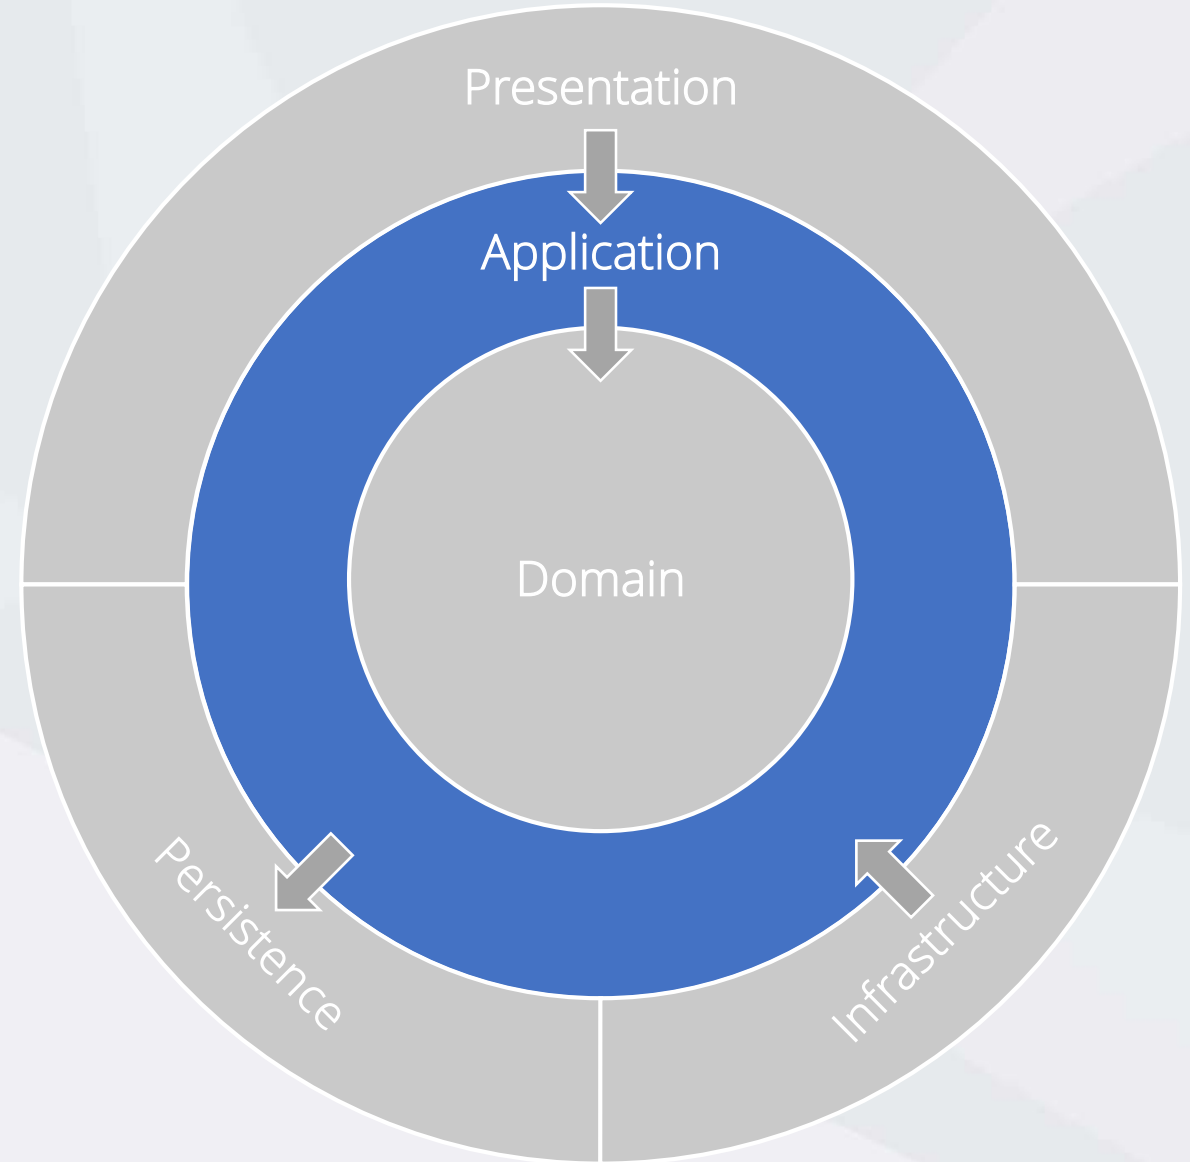 Presentation
Application
Domain
Persistence
Infrastructure